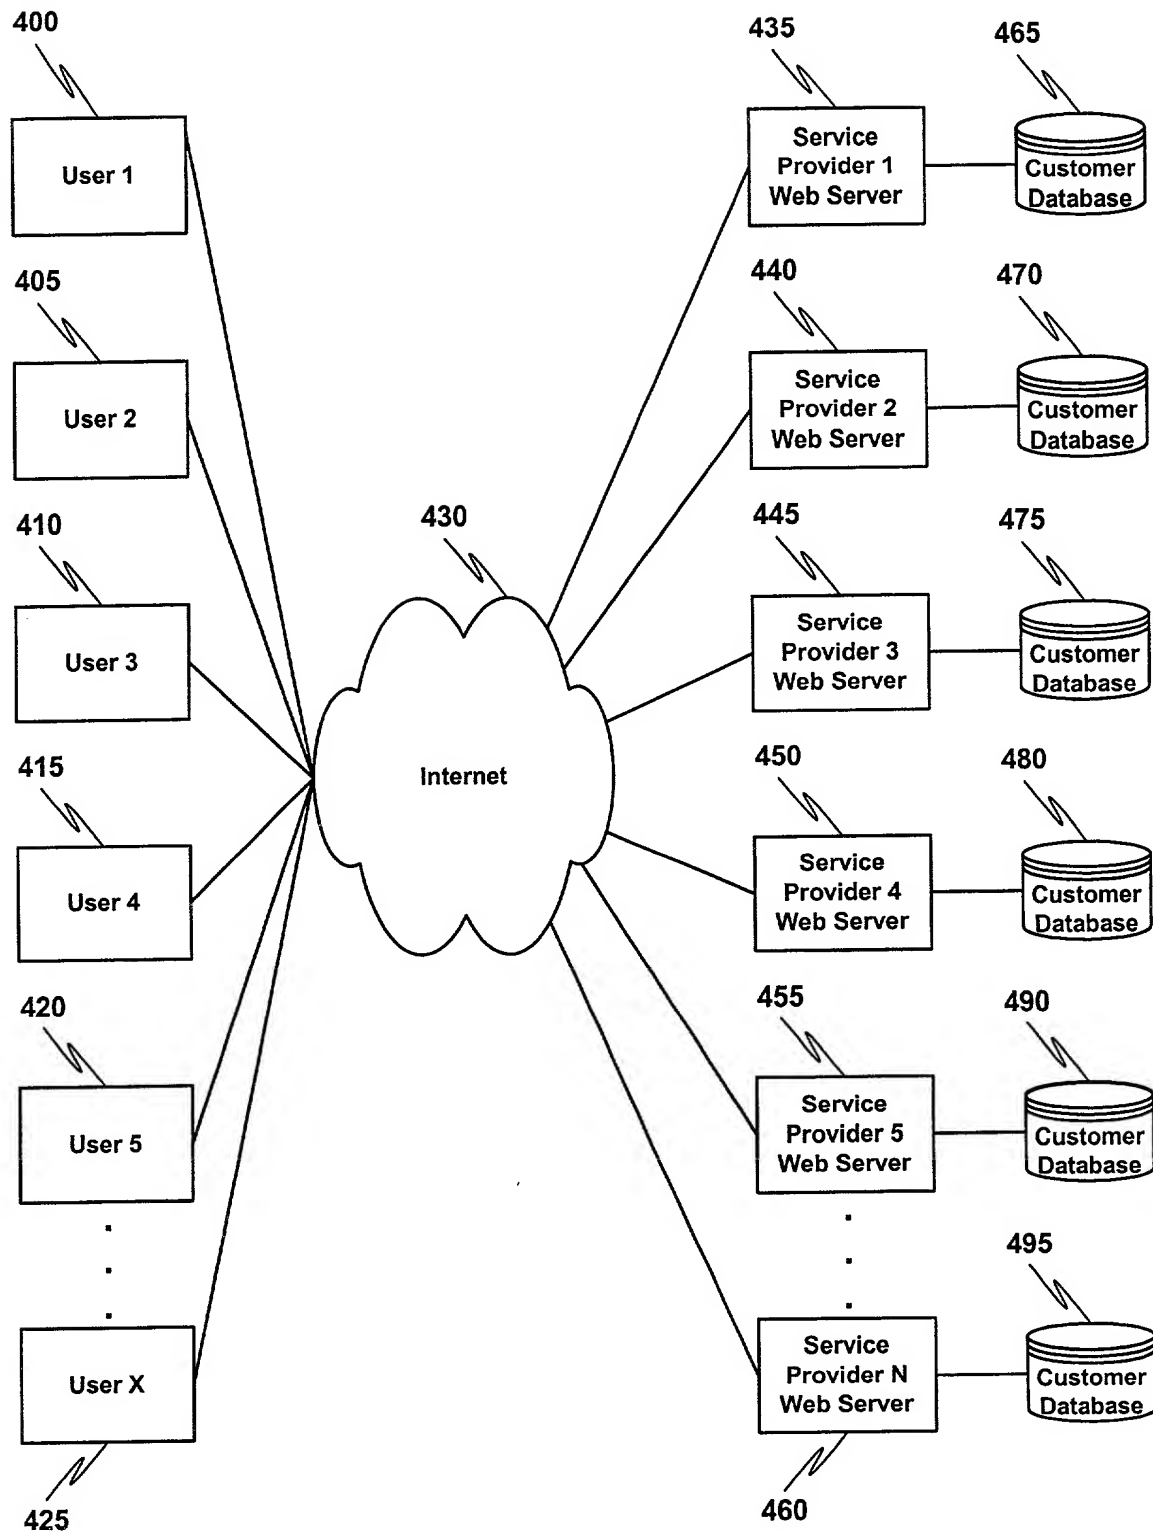 400
435
465
User 1
Service
Provider 1
Web Server
Customer
Database
405
440
470
User 2
Service
Provider 2
Web Server
Customer
Database
410
430
445
475
User 3
Service
Provider 3
Web Server
Customer
Database
415
Internet
450
480
User 4
Service
Provider 4
Web Server
Customer
Database
420
455
490
User 5
Service
Provider 5
Web Server
Customer
Database
495
User X
Service
Provider N
Web Server
Customer
Database
425
460